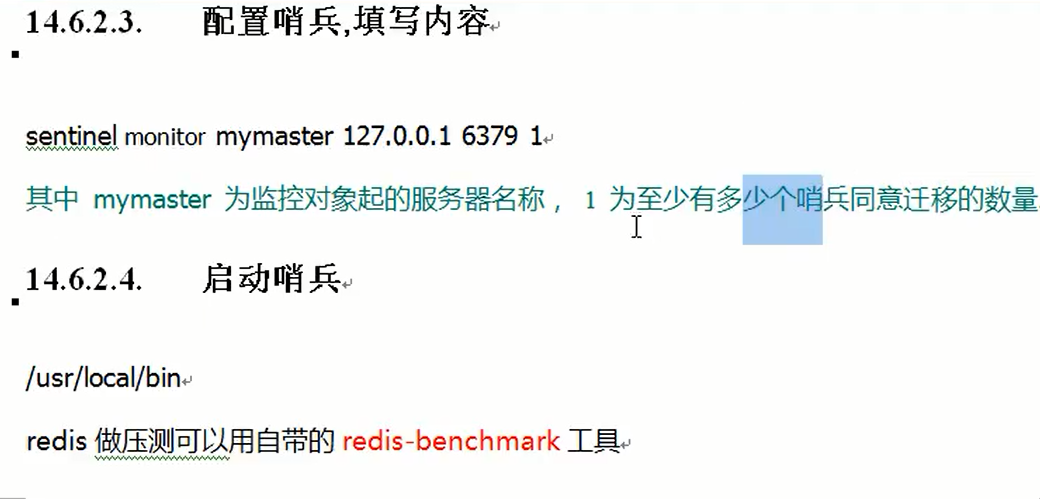 14.6.2.3. 配置哨兵,填写内容
sentinel monitor mymaster 127.0.0.1 6379 1
其中 mymaster 为监控对象起的服务器名称， 1 为至少有多少个哨兵同意迁移的数量
14.6.2.4. 启动哨兵
/usr/local/bin
redis 做压测可以用自带的 redis-benchmark 工具